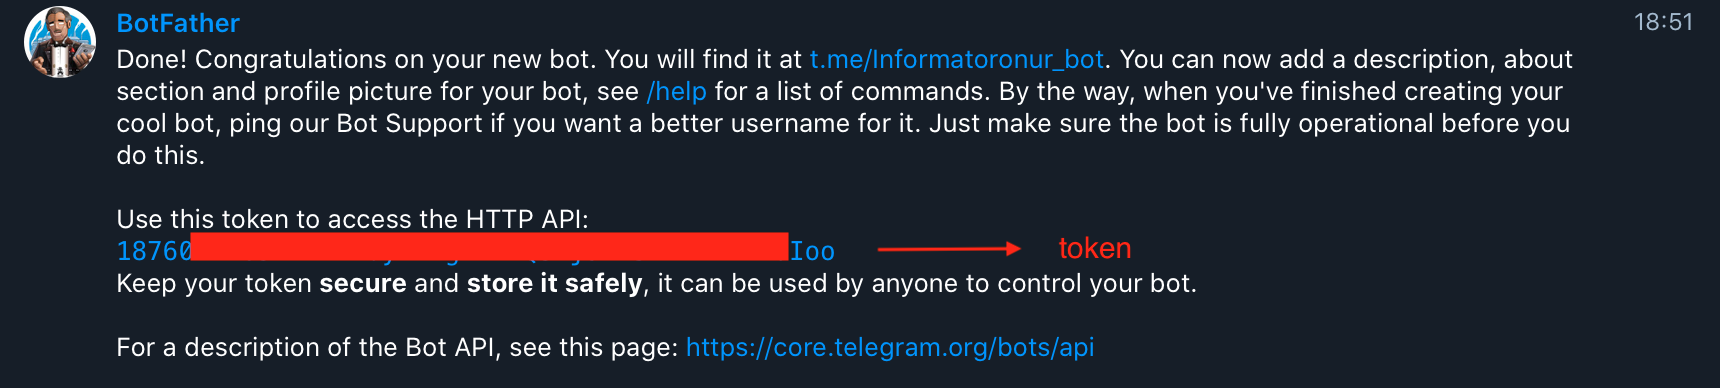 BotFather
18:51
Done! Congratulations on your new bot. You will find it at t.me/Informatoronur_bot. You can now add a description, about
section and profile picture for your bot, see /help for a list of commands. By the way, when you've finished creating your
cool bot, ping our Bot Support if you want a better username for it. Just make sure the bot is fully operational before you
do this.
Use this token to access the HTTP API:
18760 Ioo token
Keep your token secure and store it safely, it can be used by anyone to control your bot.
For a description of the Bot API, see this page: https://core.telegram.org/bots/api